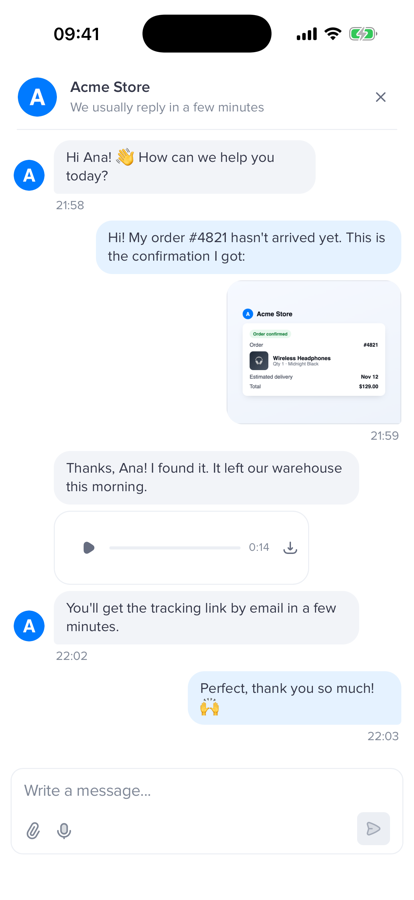 09:41
A
Acme Store
We usually reply in a few minutes
Hi Ana! 👋 How can we help you
today?
A
21:58
Hi! My order #4821 hasn't arrived yet. This is
the confirmation I got:
A Acme Store
Order confirmed
Order #4821
Wireless Headphones
Qty 1 · Midnight Black
Estimated delivery Nov 12
Total $129.00
21:59
Thanks, Ana! I found it. It left our warehouse
this morning.
0:14
You'll get the tracking link by email in a few
minutes.
A
22:02
Perfect, thank you so much!
🙌
22:03
Write a message...